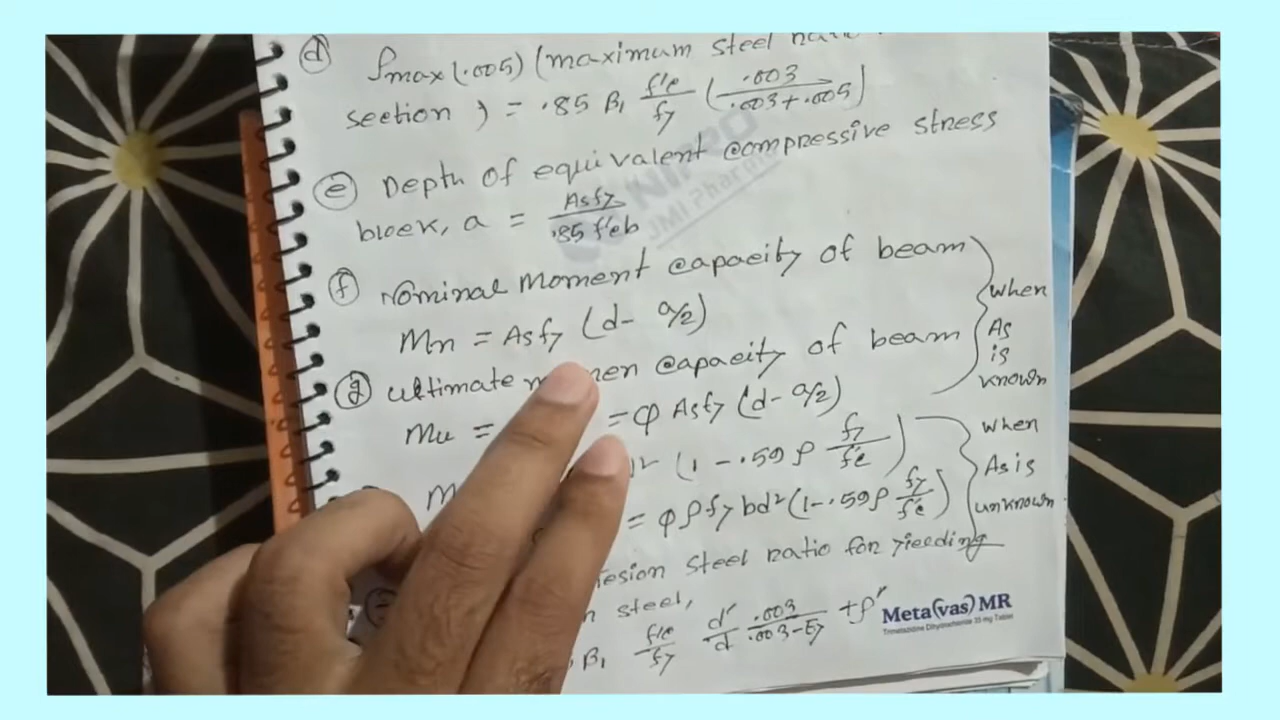 (d) ρmax(.005) (maximum steel
section ) = .85 β₁ f'c/fy (.003/.003+.005)
(e) Depth of equivalent compressive stress
block, a = Asfy/.85 f'cb
(f) Nominal Moment capacity of beam
Mn = Asfy (d- a/2)
(g) ultimate capacity of beam
Mu = = φ Asfy (d- a/2)
(1 - .59 ρ fy/f'c)
= φ ρ fy bd² (1-.59 ρ fy/f'c)
when
As
is
known
when
As is
unknown
steel ratio for yielding
steel,
β₁ f'c/fy d'/d .003/.003-Ey + ρ'
Meta(vas) MR